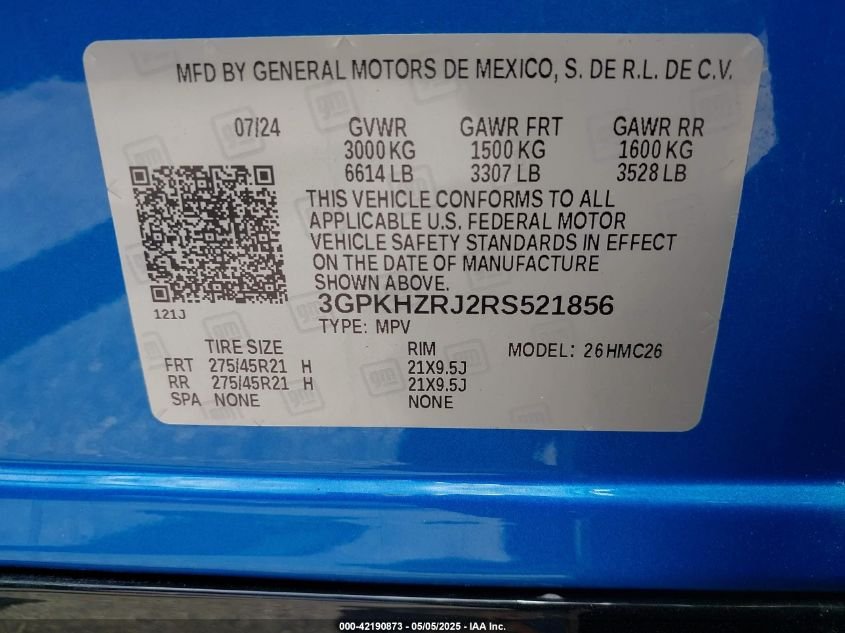 MFD BY GENERAL MOTORS DE MEXICO, S. DE R.L. DE C.V.
07/24 GVWR GAWR FRT GAWR RR
3000 KG 1500 KG 1600 KG
6614 LB 3307 LB 3528 LB
THIS VEHICLE CONFORMS TO ALL
APPLICABLE U.S. FEDERAL MOTOR
VEHICLE SAFETY STANDARDS IN EFFECT
ON THE DATE OF MANUFACTURE
SHOWN ABOVE.
121J
3GPKHZRJ2RS521856
TYPE: MPV
TIRE SIZE RIM MODEL: 26HMC26
FRT 275/45R21 H 21X9.5J
RR 275/45R21 H 21X9.5J
SPA NONE NONE
000-42190873 - 05/05/2025 - IAA Inc.